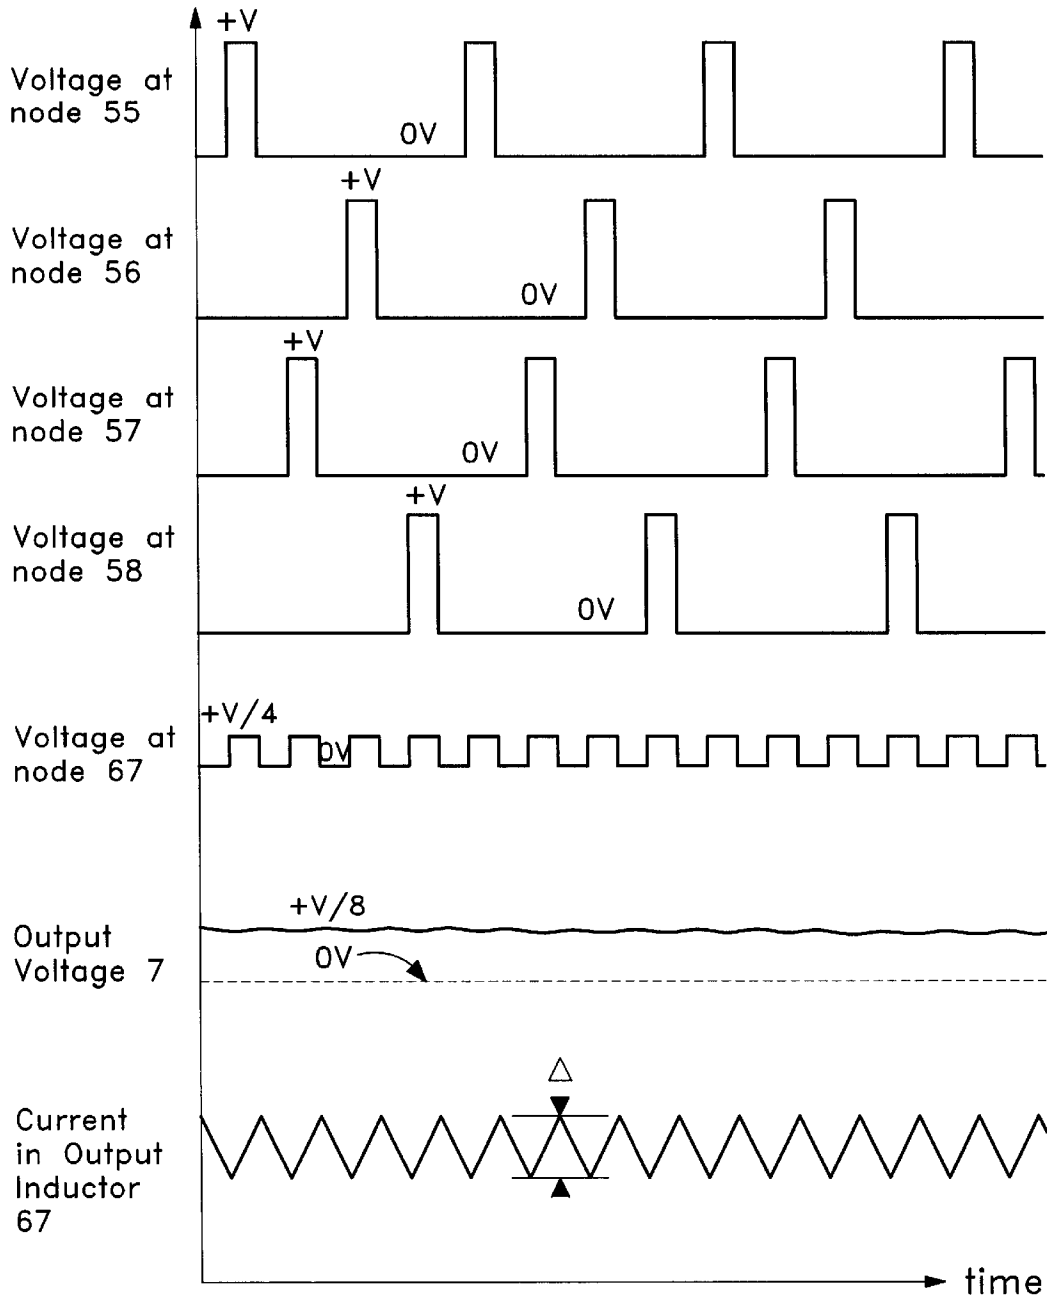 +V
Voltage at
node 55
0V
+V
Voltage at
node 56
0V
+V
Voltage at
node 57
0V
+V
Voltage at
node 58
0V
+V/4
Voltage at
node 67
0V
+V/8
Output
Voltage 7
0V
△
Current
in Output
Inductor
67
time